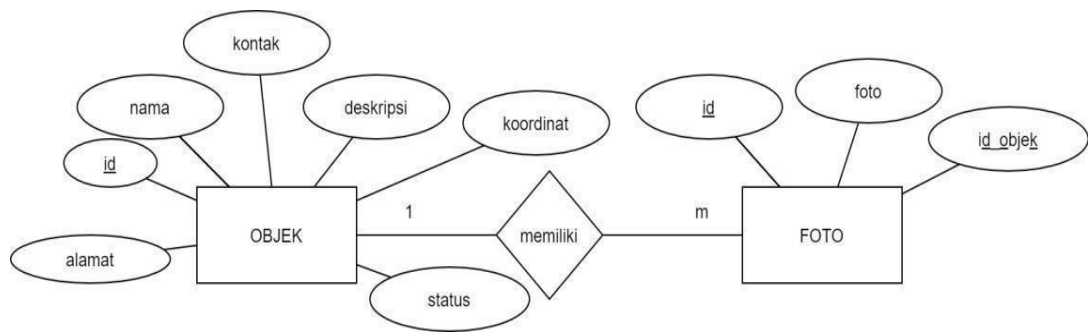 kontak
nama
deskripsi
koordinat
id
alamat
OBJEK
status
1
memiliki
m
id
foto
id_objek
FOTO